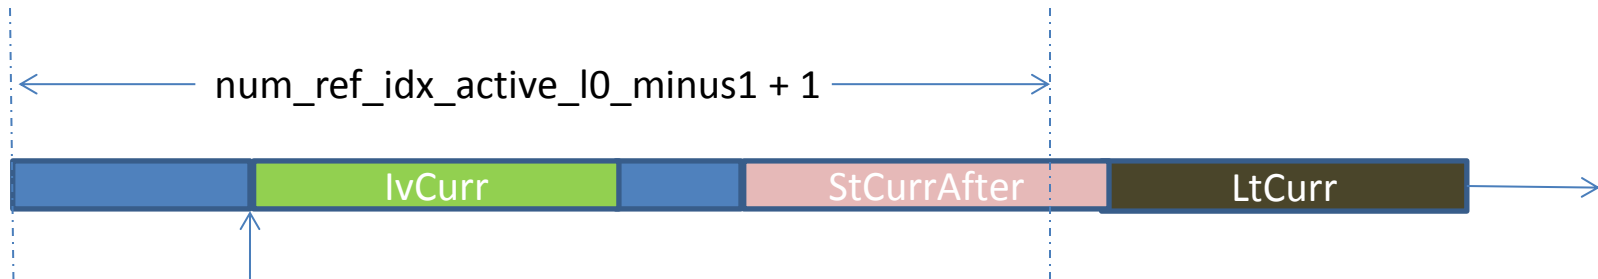 num_ref_idx_active_l0_minus1 + 1
IvCurr StCurrAfter LtCurr